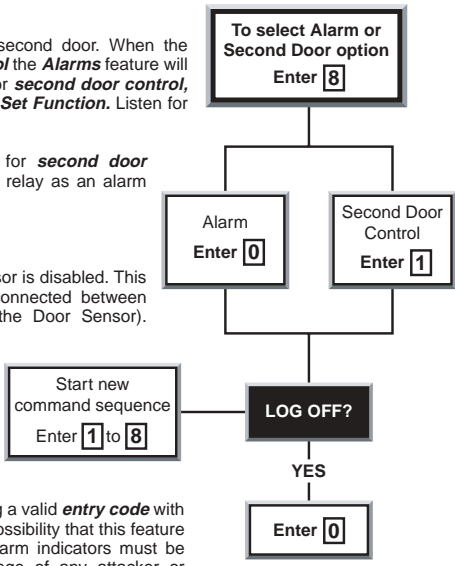 second door. When the
ol the Alarms feature will
or second door control,
Set Function. Listen for
for second door
relay as an alarm
sor is disabled. This
connected between
the Door Sensor).
g a valid entry code with
ossibility that this feature
arm indicators must be
age of any attacker or
To select Alarm or
Second Door option
Enter 8
Alarm
Enter 0
Second Door
Control
Enter 1
Start new
command sequence
Enter 1 to 8
LOG OFF?
YES
Enter 0